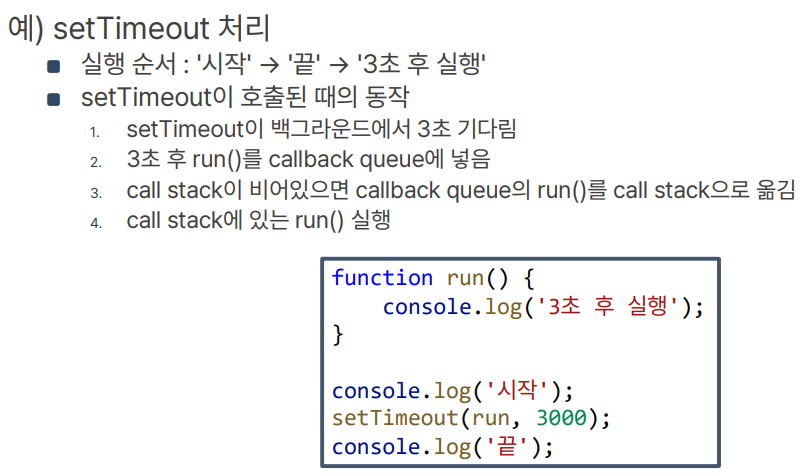 예) setTimeout 처리
■ 실행 순서 : '시작' → '끝' → '3초 후 실행'
■ setTimeout이 호출된 때의 동작
1. setTimeout이 백그라운드에서 3초 기다림
2. 3초 후 run()를 callback queue에 넣음
3. call stack이 비어있으면 callback queue의 run()를 call stack으로 옮김
4. call stack에 있는 run() 실행
function run() {
    console.log('3초 후 실행');
}
console.log('시작');
setTimeout(run, 3000);
console.log('끝');